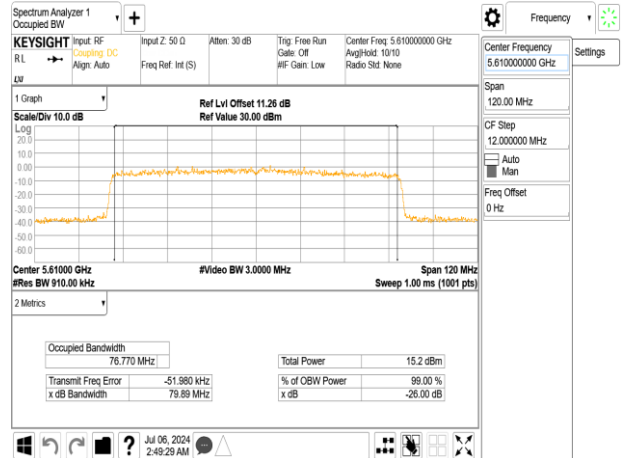 Spectrum Analyzer 1
Occupied BW
Frequency
KEYSIGHT
Input: RF
Coupling: DC
Align: Auto
Input Z: 50 Ω
Freq Ref: Int (S)
Atten: 30 dB
Trig: Free Run
Gate: Off
#IF Gain: Low
Center Freq: 5.610000000 GHz
Avg|Hold: 10/10
Radio Std: None
RL
LXI
Center Frequency
5.610000000 GHz
Settings
Span
120.00 MHz
CF Step
12.000000 MHz
Auto
Man
Freq Offset
0 Hz
1 Graph
Scale/Div 10.0 dB
Ref Lvl Offset 11.26 dB
Ref Value 30.00 dBm
Log
20.0
10.0
0.00
-10.0
-20.0
-30.0
-40.0
-50.0
-60.0
Center 5.61000 GHz
#Res BW 910.00 kHz
#Video BW 3.0000 MHz
Span 120 MHz
Sweep 1.00 ms (1001 pts)
2 Metrics
Occupied Bandwidth
76.770 MHz
Total Power 15.2 dBm
Transmit Freq Error -51.980 kHz
% of OBW Power 99.00 %
x dB Bandwidth 79.89 MHz
x dB -26.00 dB
?
Jul 06, 2024
2:49:29 AM